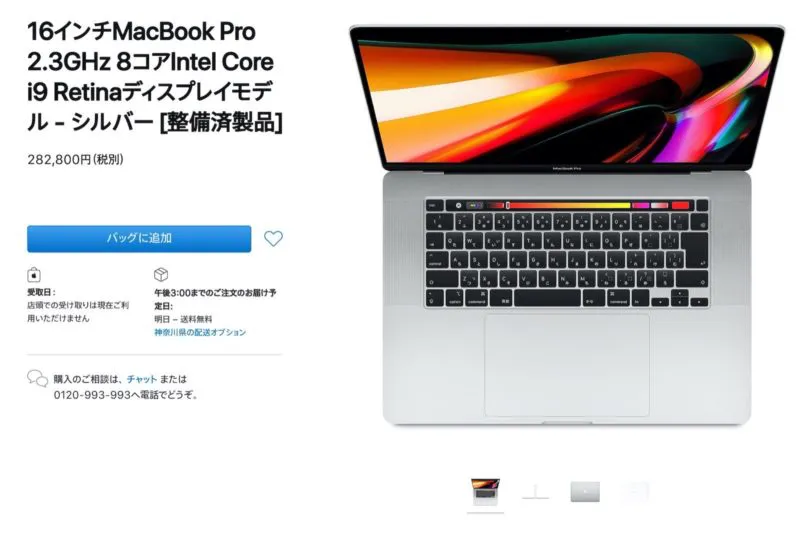 16インチMacBook Pro
2.3GHz 8コアIntel Core
i9 Retinaディスプレイモデ
ル - シルバー [整備済製品]
282,800円(税別)
バッグに追加
受取日 :
店頭での受け取りは現在ご利
用いただけません
午後3:00までのご注文のお届け予
定日:
明日 – 送料無料
神奈川県の配送オプション
購入のご相談は、チャット または
0120-993-993へ電話でどうぞ。
MacBook Pro